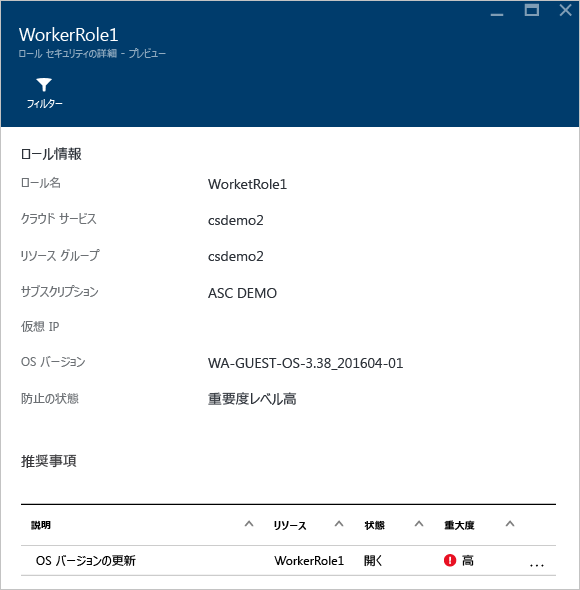 WorkerRole1
ロール セキュリティの詳細 - プレビュー
フィルター
ロール情報
ロール名 WorketRole1
クラウド サービス csdemo2
リソース グループ csdemo2
サブスクリプション ASC DEMO
仮想 IP
OS バージョン WA-GUEST-OS-3.38_201604-01
防止の状態 重要度レベル高
推奨事項
説明 リソース 状態 重大度
OS バージョンの更新 WorkerRole1 開く 高 ...